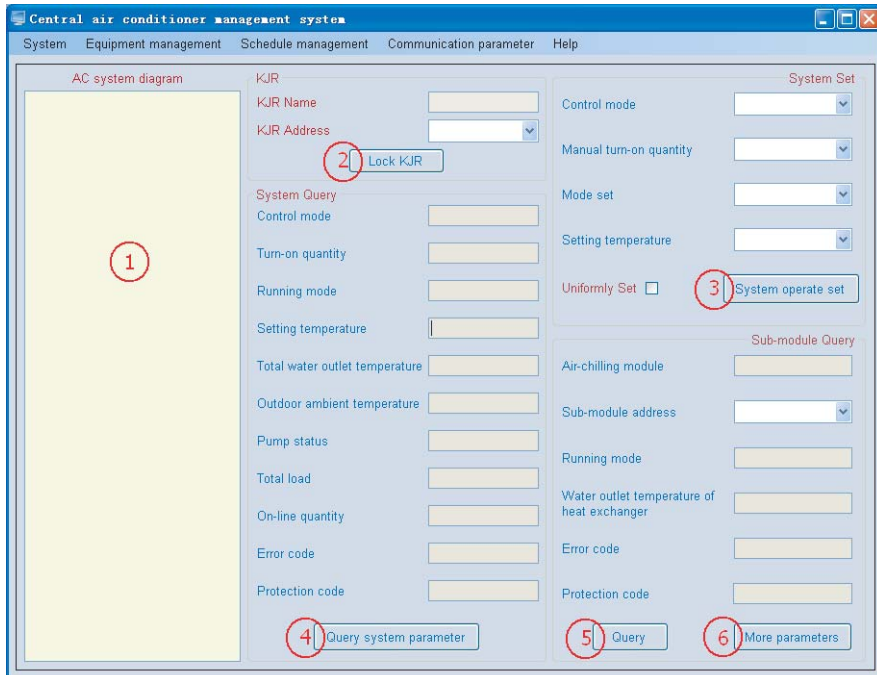 Central air conditioner management system
System Equipment management Schedule management Communication parameter Help
AC system diagram
1
KJR
KJR Name
KJR Address
2 Lock KJR
System Query
Control mode
Turn-on quantity
Running mode
Setting temperature
Total water outlet temperature
Outdoor ambient temperature
Pump status
Total load
On-line quantity
Error code
Protection code
4 Query system parameter
System Set
Control mode
Manual turn-on quantity
Mode set
Setting temperature
Uniformly Set
3 System operate set
Sub-module Query
Air-chilling module
Sub-module address
Running mode
Water outlet temperature of
heat exchanger
Error code
Protection code
5 Query
6 More parameters